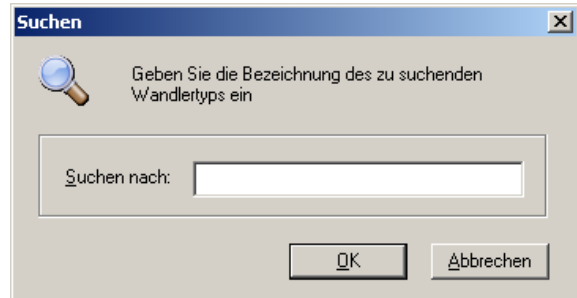 Suchen
Geben Sie die Bezeichnung des zu suchenden
Wandlertyps ein
Suchen nach:
OK
Abbrechen